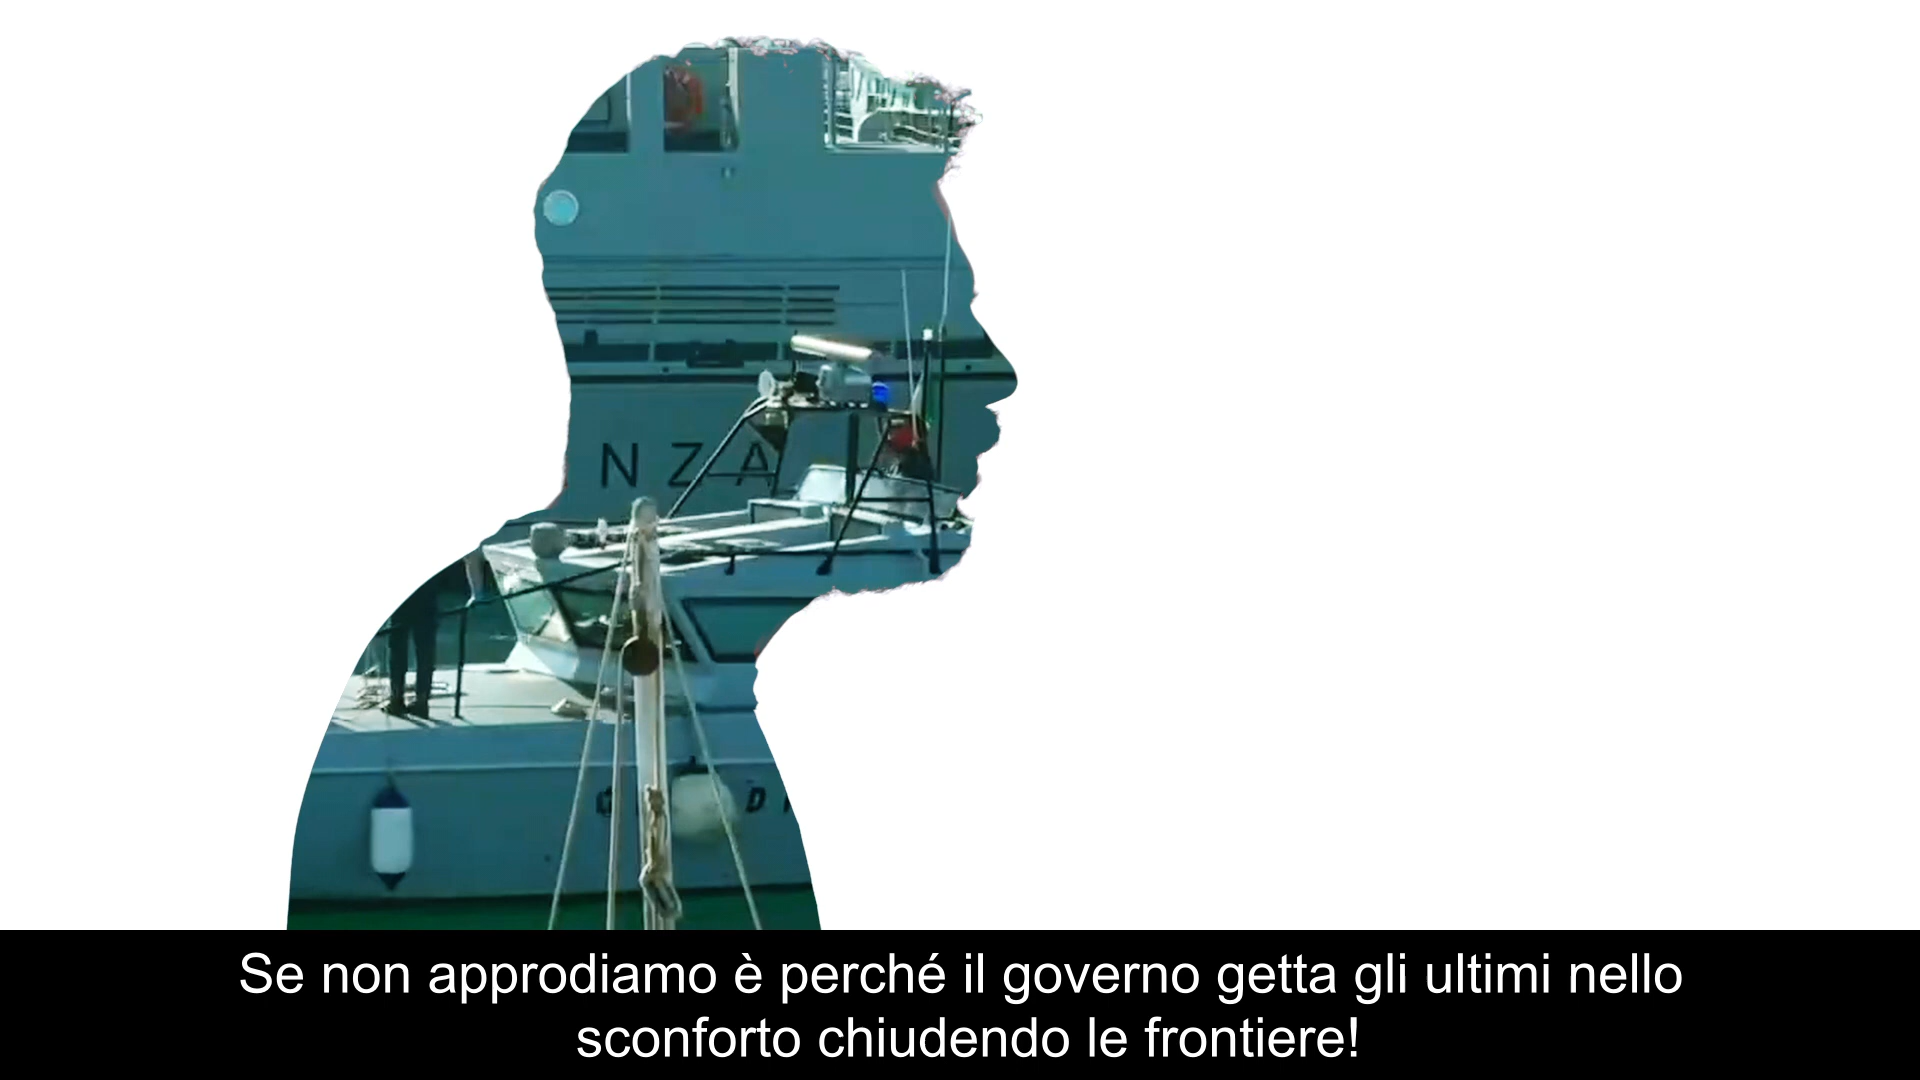 NZA
Se non approdiamo è perché il governo getta gli ultimi nello
sconforto chiudendo le frontiere!